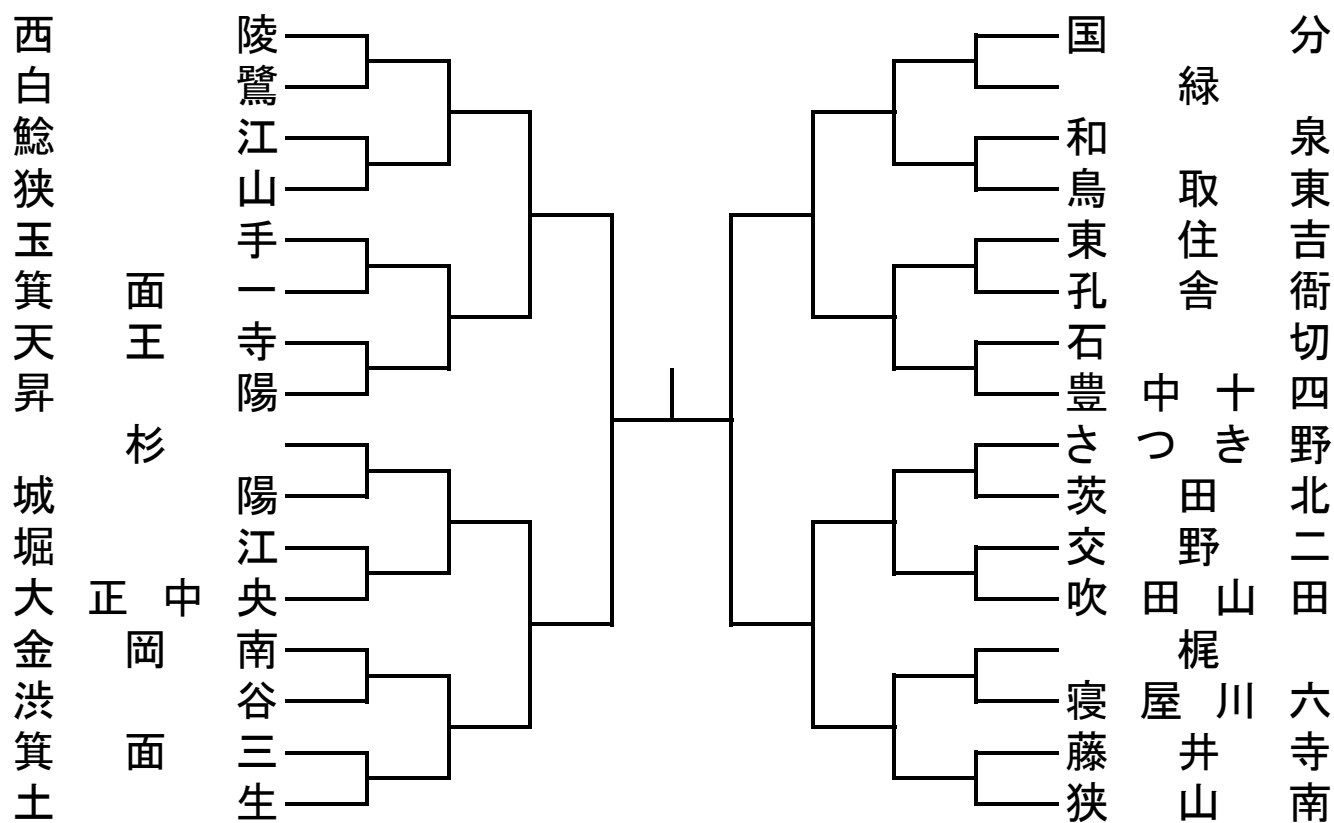 西陵
白鷺
鯰江
狭山
玉手
箕面一
天王寺
昇陽
杉
城陽
堀江
大正中央
金岡南
渋谷
箕面三
土生
国分
緑
和泉
鳥取東
東住吉
孔舎衙
石切
豊中十四
さつき野
茨田北
交野二
吹田山田
梶
寝屋川六
藤井寺
狭山南